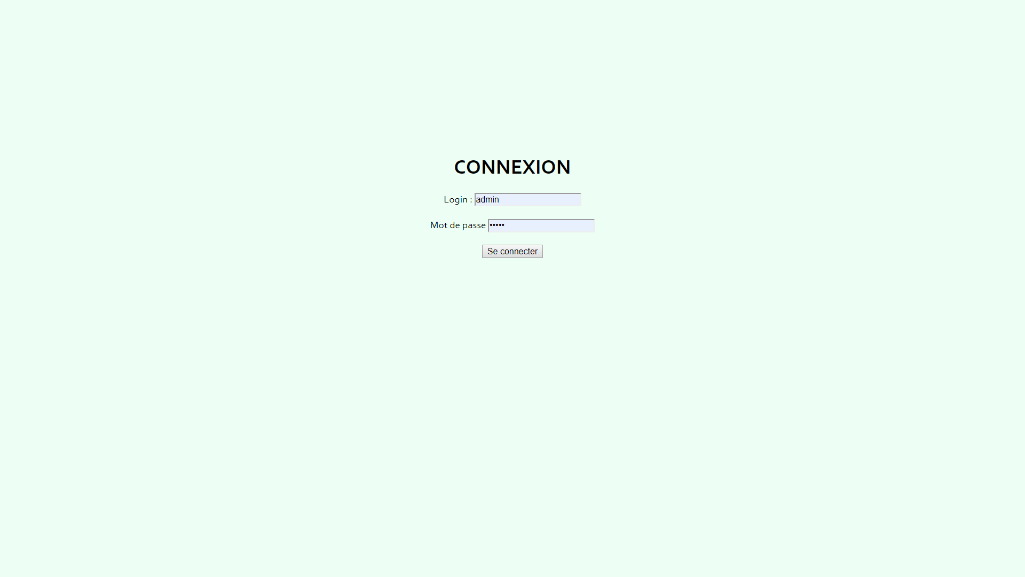 CONNEXION
Login : admin
Mot de passe •••••
Se connecter